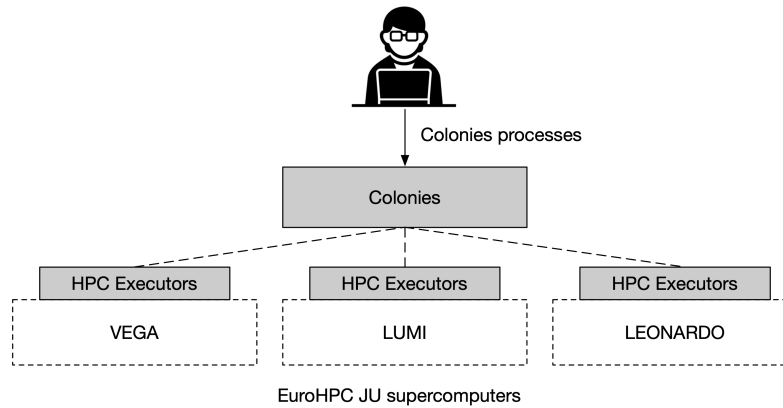 Colonies processes
Colonies
HPC Executors
HPC Executors
HPC Executors
VEGA
LUMI
LEONARDO
EuroHPC JU supercomputers